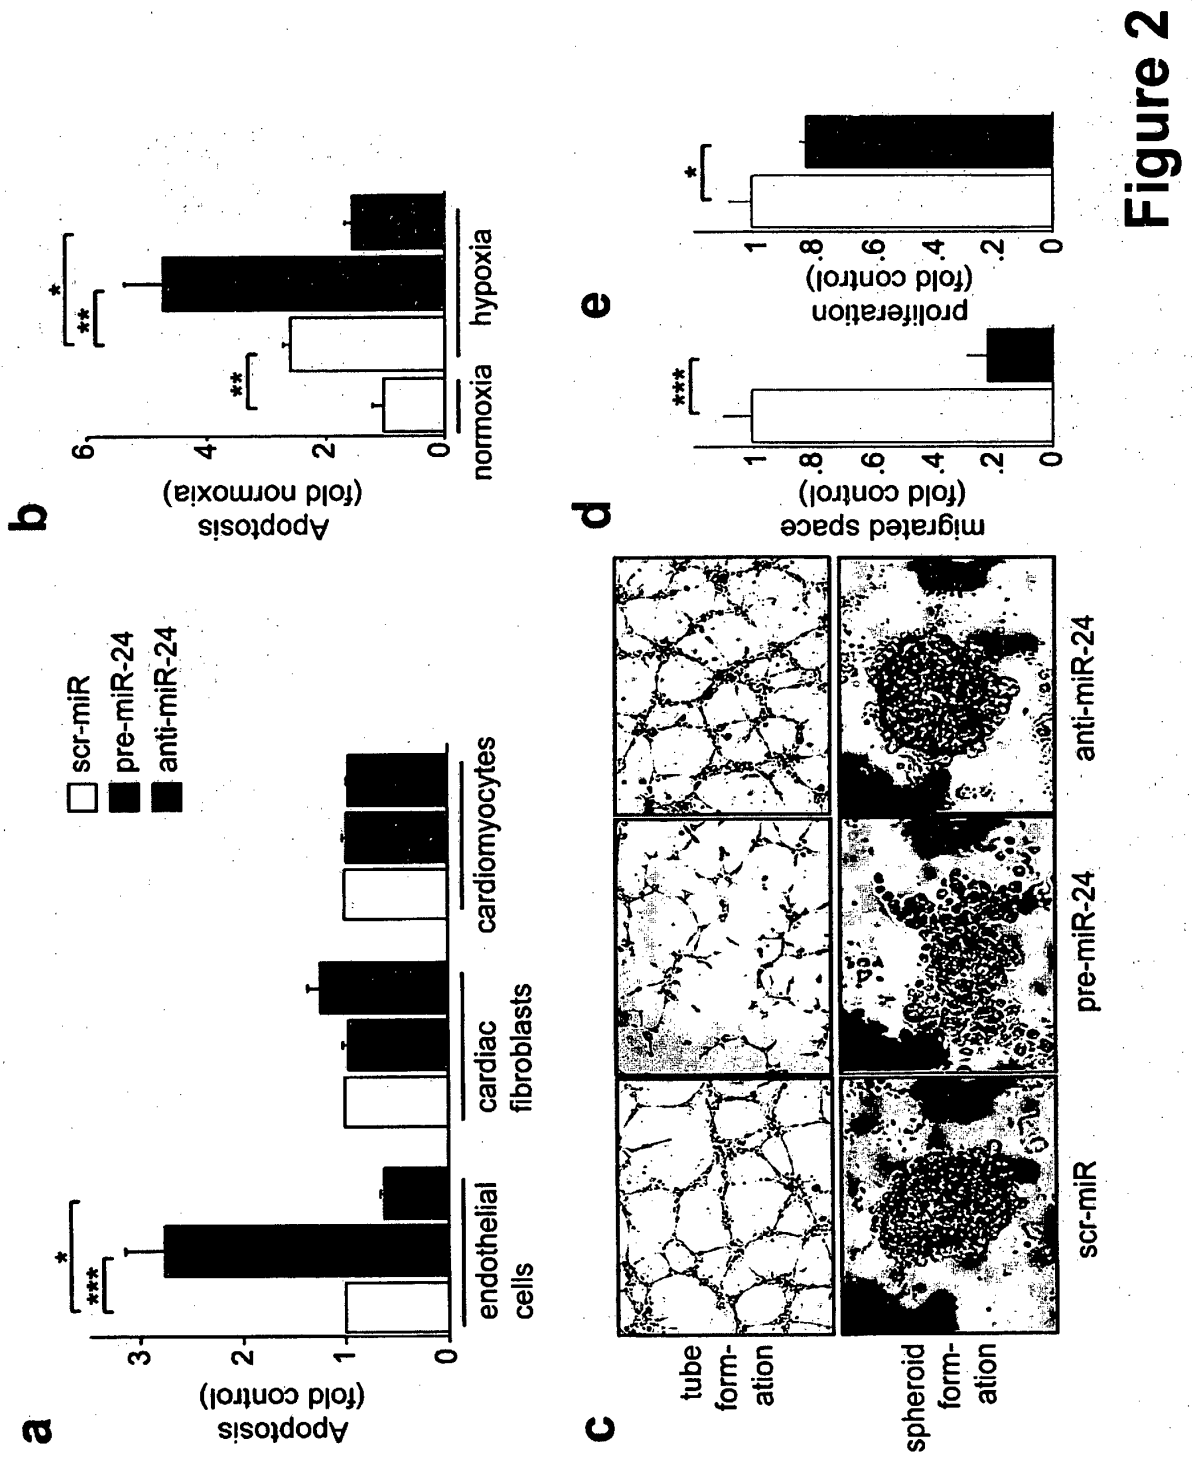 a
Apoptosis
(fold control)
3
2
1
0
*
***
endothelial
cells
cardiac
fibroblasts
cardiomyocytes
scr-miR
pre-miR-24
anti-miR-24
b
Apoptosis
(fold normoxia)
6
4
2
0
**
**
*
normoxia
hypoxia
c
tube
form-
ation
spheroid
form-
ation
scr-miR
pre-miR-24
anti-miR-24
d
migrated space
(fold control)
1
.8
.6
.4
.2
0
***
e
proliferation
(fold control)
1
.8
.6
.4
.2
0
*
Figure 2